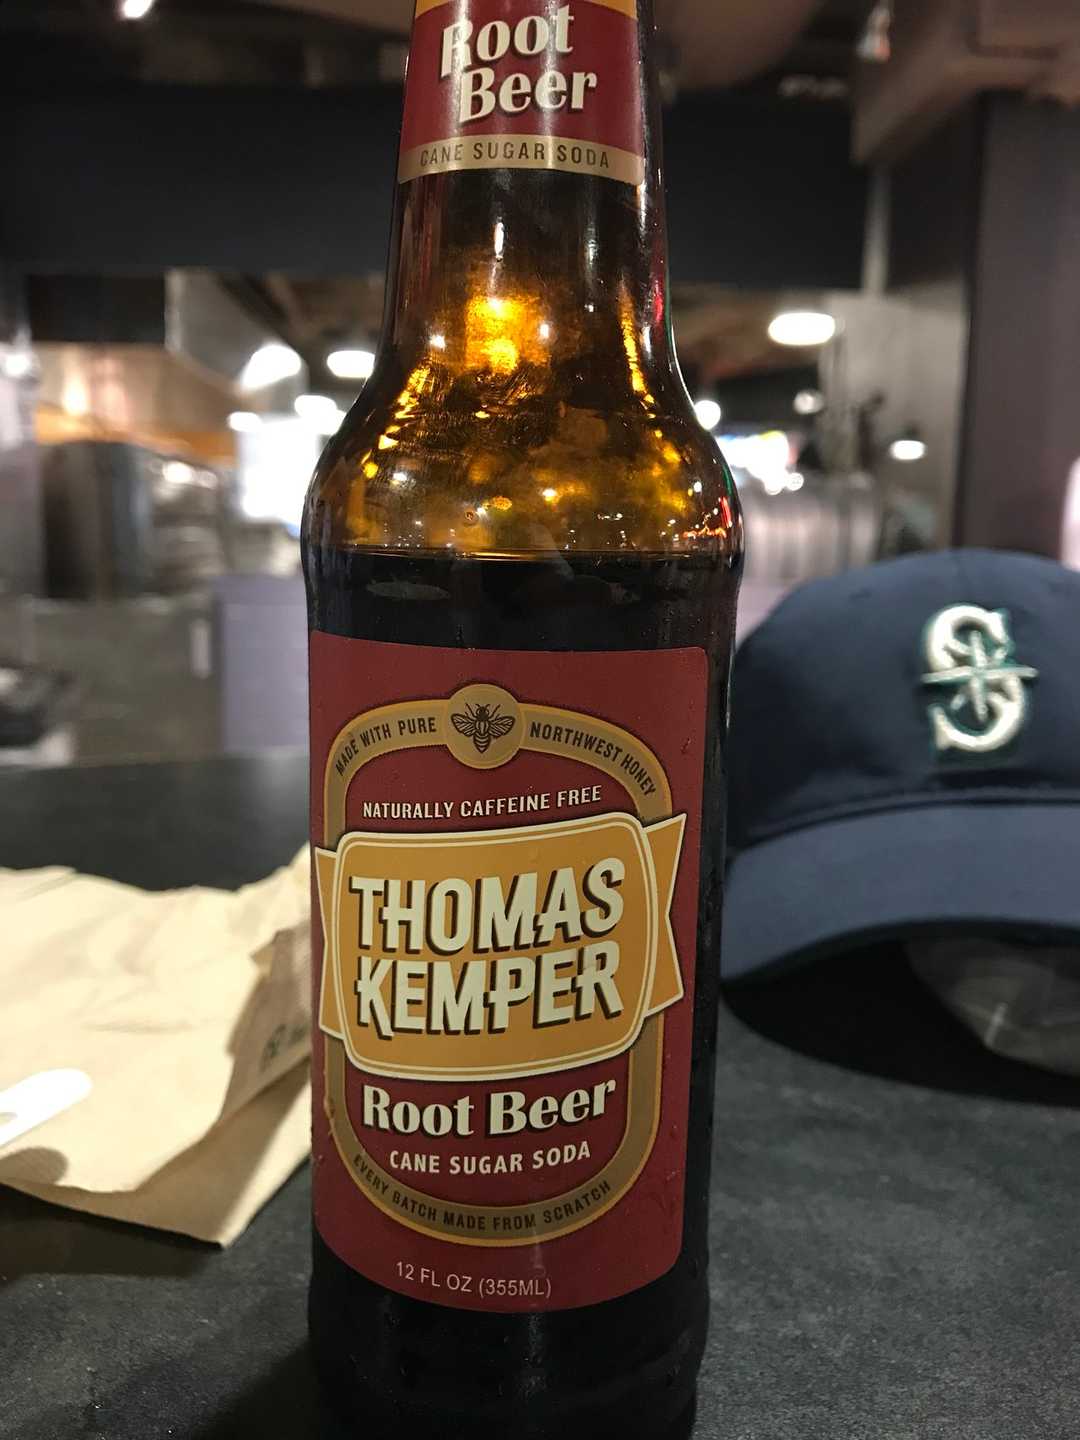 Root
Beer
CANE SUGAR SODA
MADE WITH PURE NORTHWEST HONEY
NATURALLY CAFFEINE FREE
THOMAS
KEMPER
Root Beer
CANE SUGAR SODA
EVERY BATCH MADE FROM SCRATCH
12 FL OZ (355ML)
S